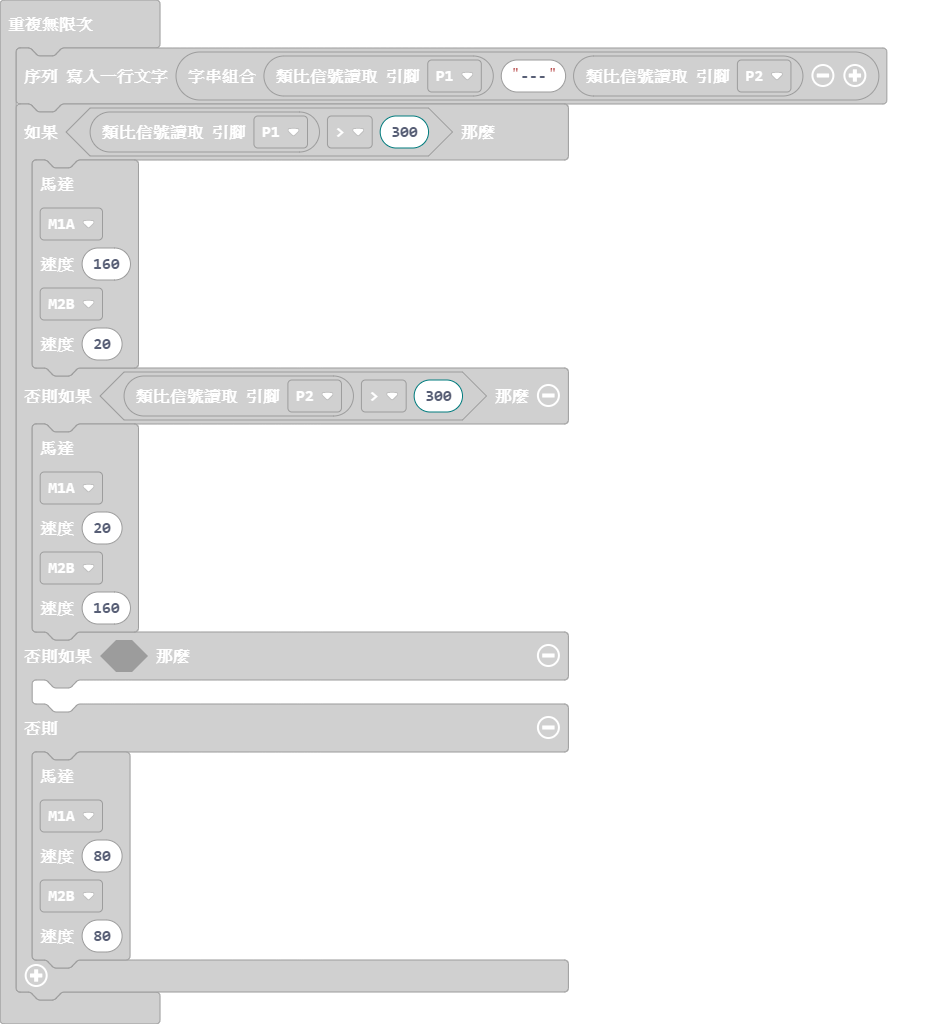 重複無限次
序列 寫入一行文字 字串組合 類比信號讀取 引腳 P1 "---" 類比信號讀取 引腳 P2
如果 類比信號讀取 引腳 P1 > 300 那麼
馬達
M1A
速度 160
M2B
速度 20
否則如果 類比信號讀取 引腳 P2 > 300 那麼
馬達
M1A
速度 20
M2B
速度 160
否則如果 那麼
否則
馬達
M1A
速度 80
M2B
速度 80